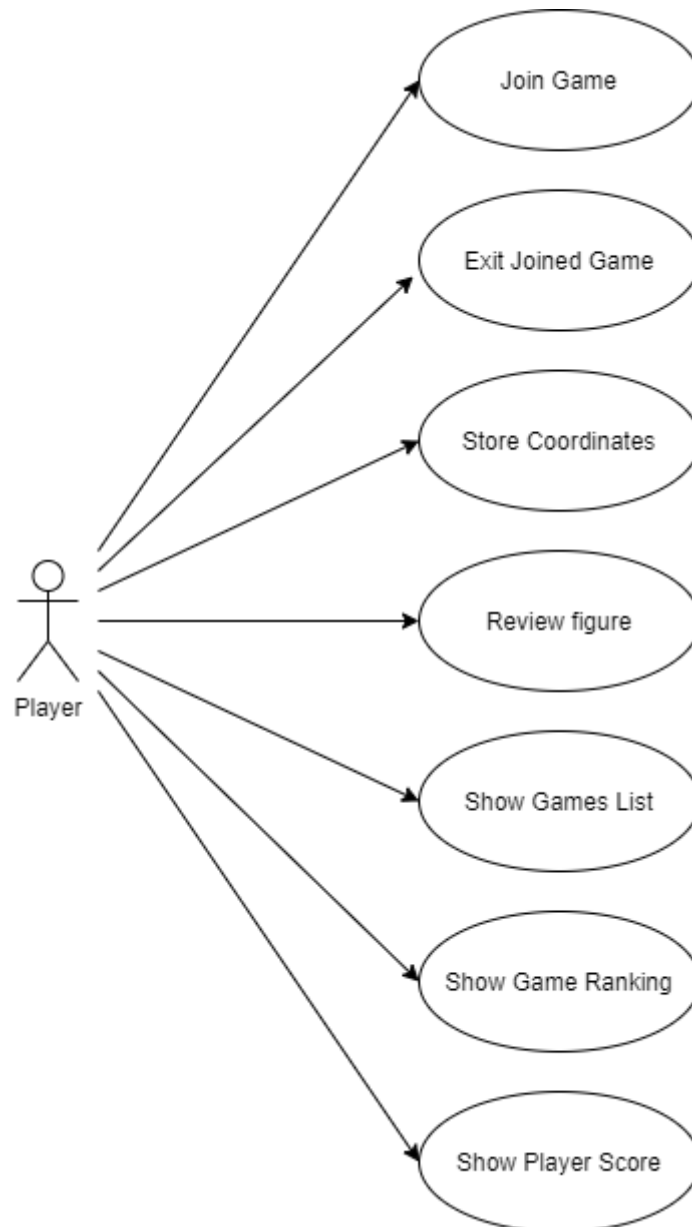 Join Game
Exit Joined Game
Store Coordinates
Review figure
Player
Show Games List
Show Game Ranking
Show Player Score